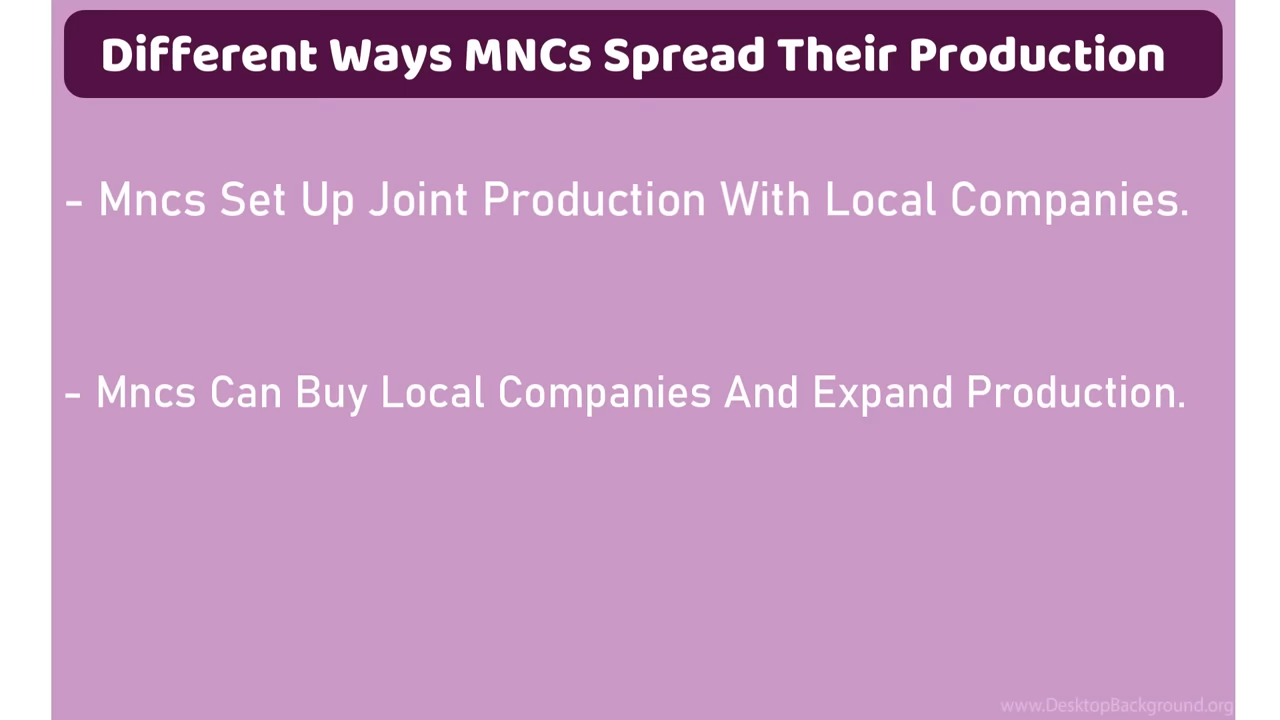 Different Ways MNCs Spread Their Production
- Mncs Set Up Joint Production With Local Companies.
- Mncs Can Buy Local Companies And Expand Production.
www.DesktopBackground.org